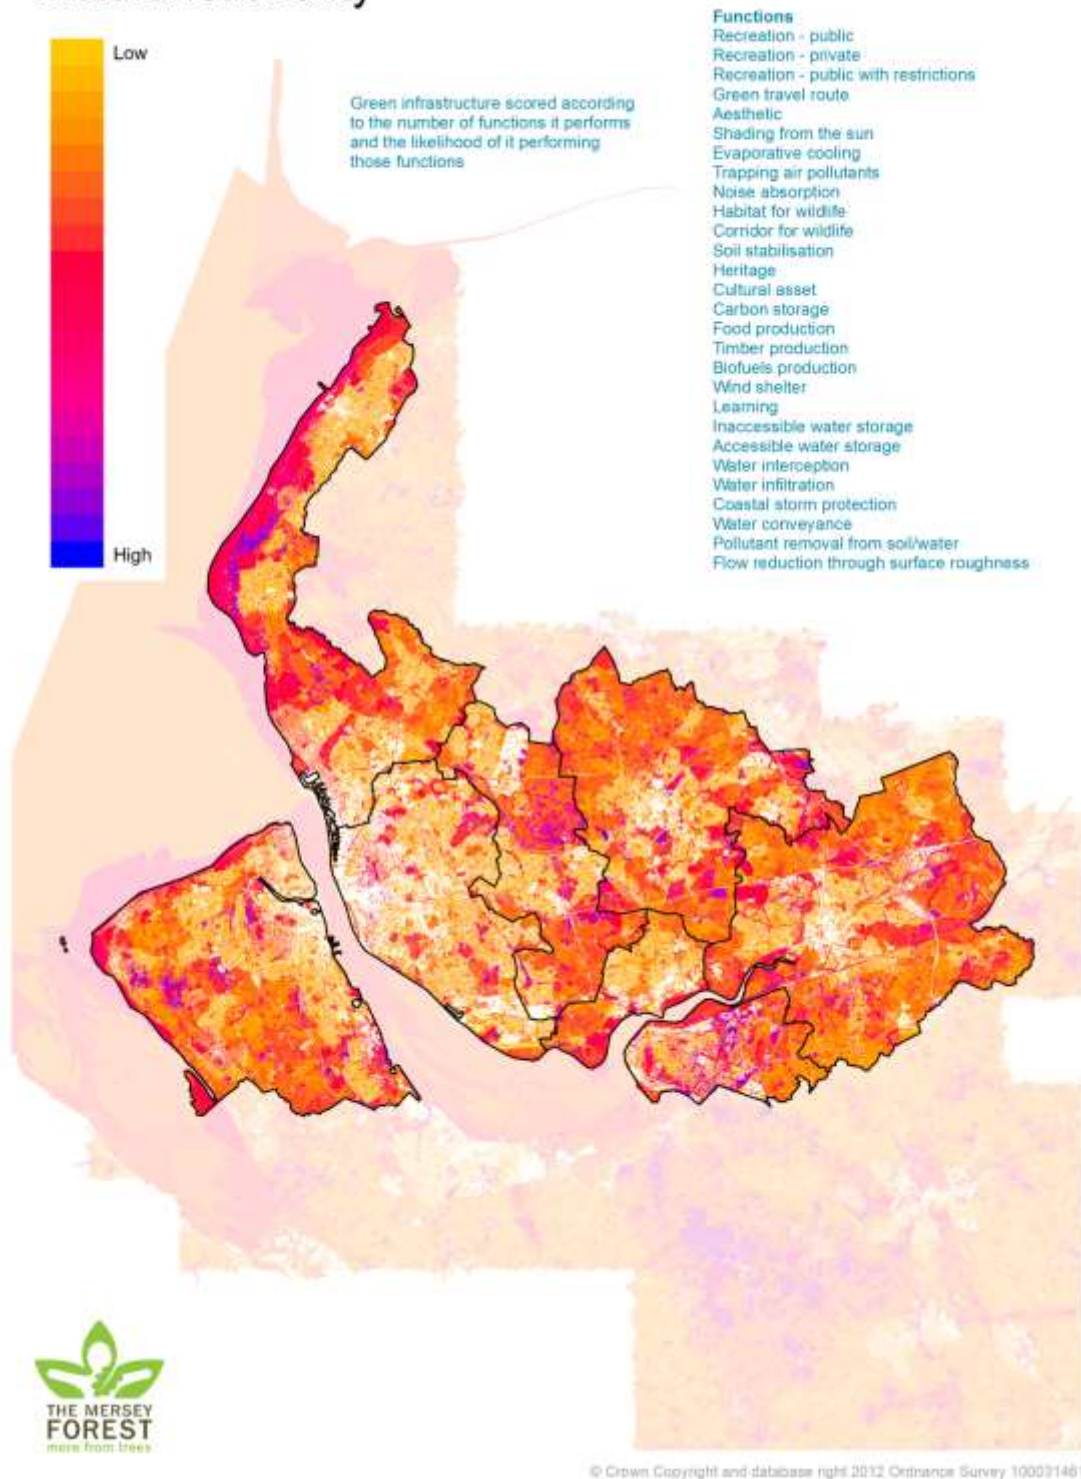 Low
High
Green infrastructure scored according
to the number of functions it performs
and the likelihood of it performing
those functions
Functions
Recreation - public
Recreation - private
Recreation - public with restrictions
Green travel route
Aesthetic
Shading from the sun
Evaporative cooling
Trapping air pollutants
Noise absorption
Habitat for wildlife
Corridor for wildlife
Soil stabilisation
Heritage
Cultural asset
Carbon storage
Food production
Timber production
Biofuels production
Wind shelter
Learning
Inaccessible water storage
Accessible water storage
Water interception
Water infiltration
Coastal storm protection
Water conveyance
Pollutant removal from soil/water
Flow reduction through surface roughness
THE MERSEY
FOREST
more from trees
© Crown Copyright and database right 2012 Ordnance Survey